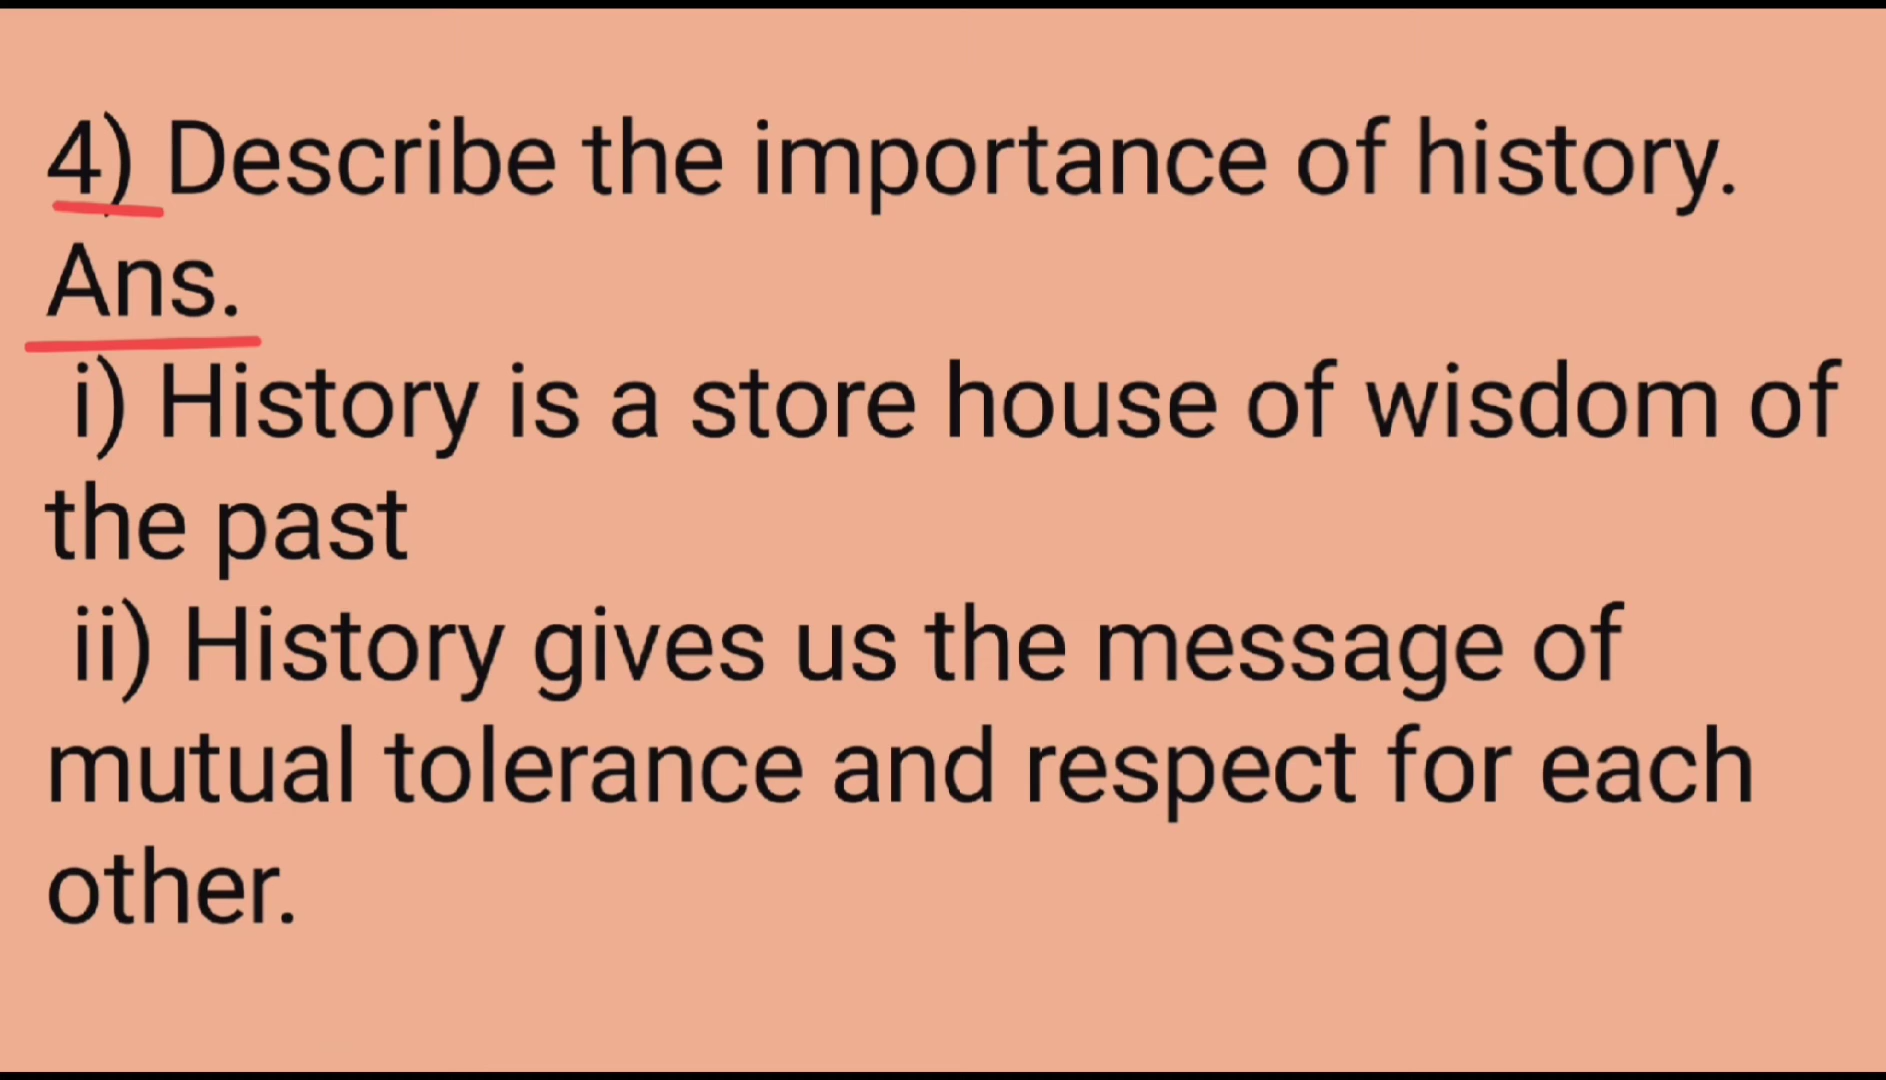 4) Describe the importance of history.
Ans.
i) History is a store house of wisdom of
the past
ii) History gives us the message of
mutual tolerance and respect for each
other.